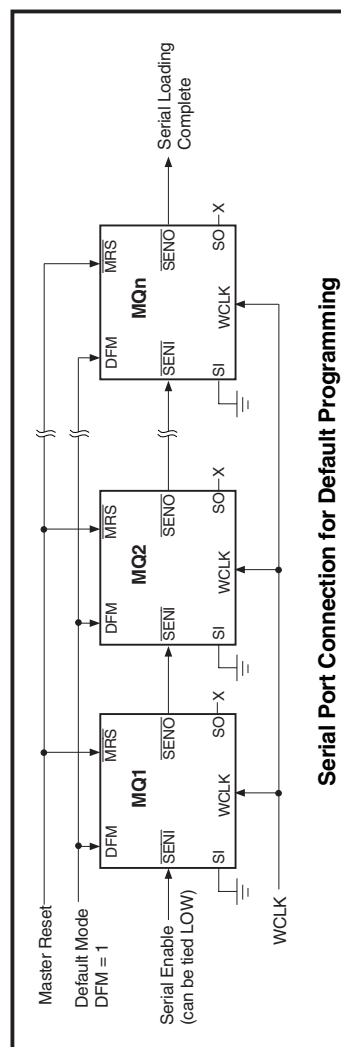 Master Reset
Default Mode
DFM = 1
DFM
MRS
MQ1
SENI
SENO
SI
WCLK
SO
X
DFM
MRS
MQ2
SENI
SENO
SI
WCLK
SO
X
DFM
MRS
MQn
SENI
SENO
SI
WCLK
SO
X
Serial Enable
(can be tied LOW)
Serial Loading
Complete
WCLK
Serial Port Connection for Default Programming